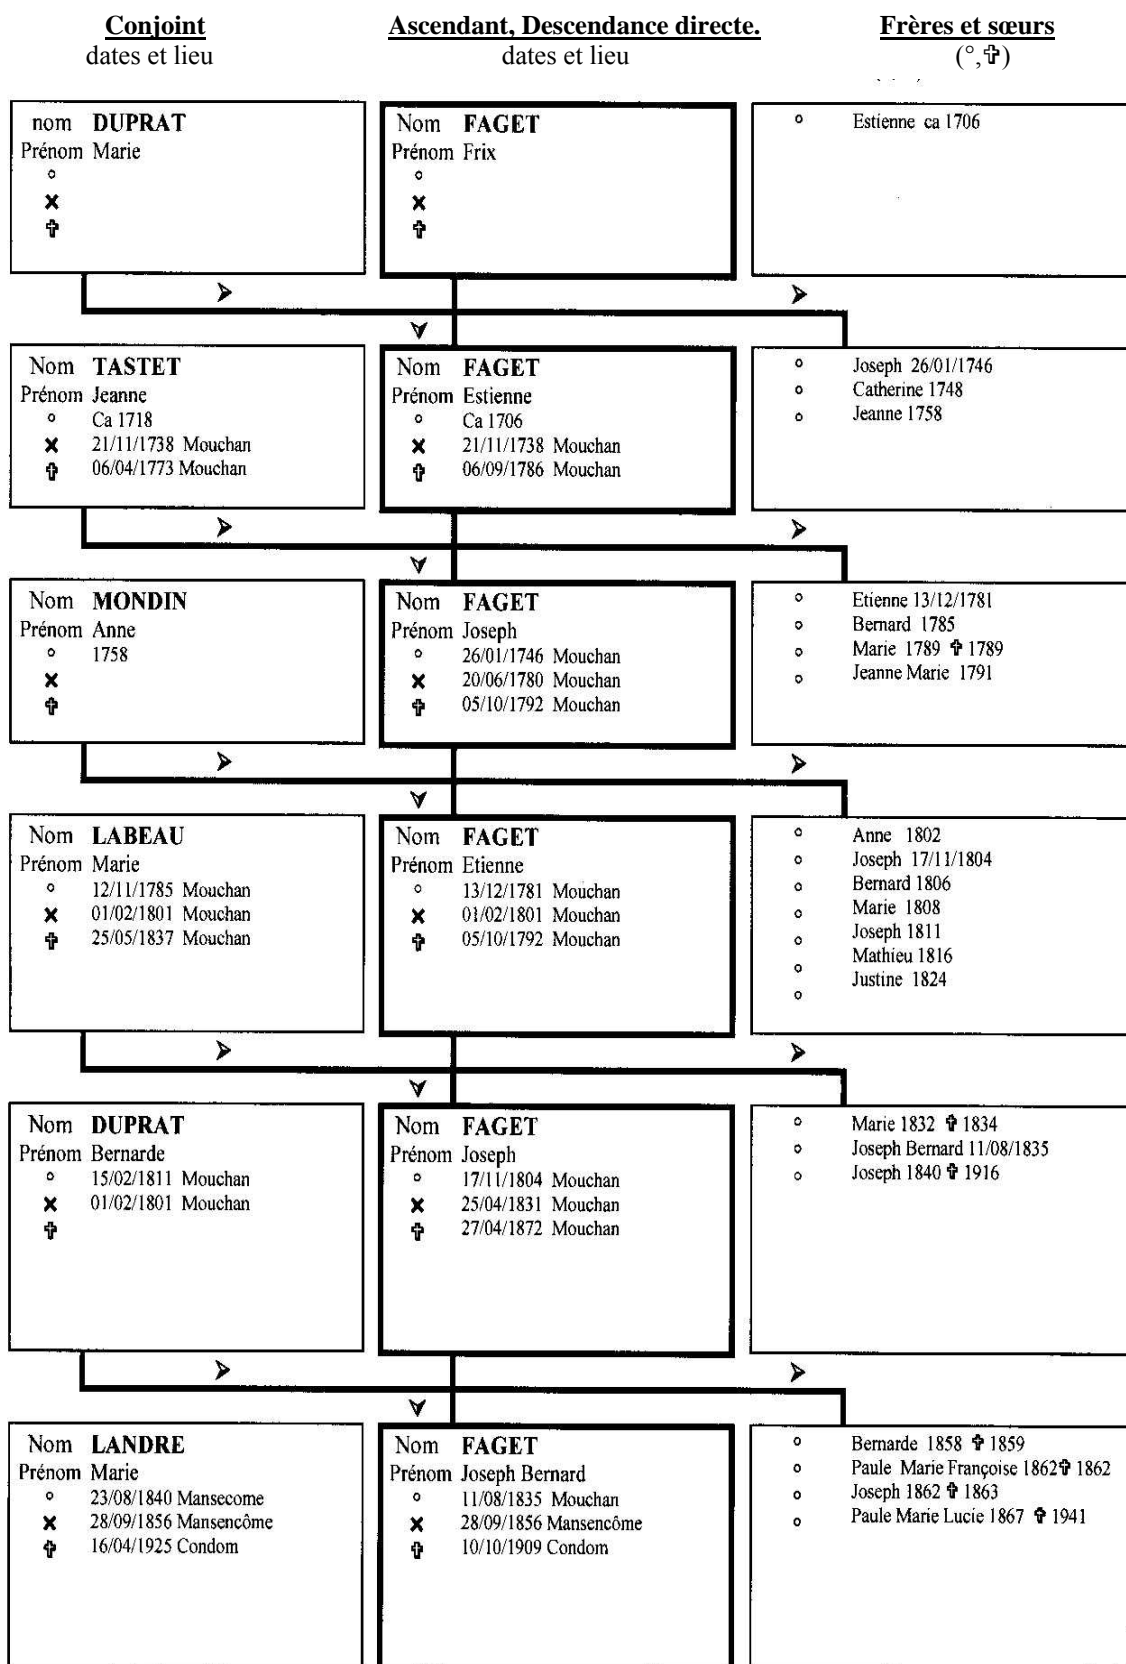 Conjoint
dates et lieu
Ascendant, Descendance directe.
dates et lieu
Frères et sœurs
(°,✞)
nom DUPRAT
Prénom Marie
°
✗
✞
Nom FAGET
Prénom Frix
°
✗
✞
° Estienne ca 1706
Nom TASTET
Prénom Jeanne
° Ca 1718
✗ 21/11/1738 Mouchan
✞ 06/04/1773 Mouchan
Nom FAGET
Prénom Estienne
° Ca 1706
✗ 21/11/1738 Mouchan
✞ 06/09/1786 Mouchan
° Joseph 26/01/1746
° Catherine 1748
° Jeanne 1758
Nom MONDIN
Prénom Anne
° 1758
✗
✞
Nom FAGET
Prénom Joseph
° 26/01/1746 Mouchan
✗ 20/06/1780 Mouchan
✞ 05/10/1792 Mouchan
° Etienne 13/12/1781
° Bernard 1785
° Marie 1789 ✞ 1789
° Jeanne Marie 1791
Nom LABEAU
Prénom Marie
° 12/11/1785 Mouchan
✗ 01/02/1801 Mouchan
✞ 25/05/1837 Mouchan
Nom FAGET
Prénom Etienne
° 13/12/1781 Mouchan
✗ 01/02/1801 Mouchan
✞ 05/10/1792 Mouchan
° Anne 1802
° Joseph 17/11/1804
° Bernard 1806
° Marie 1808
° Joseph 1811
° Mathieu 1816
° Justine 1824
Nom DUPRAT
Prénom Bernarde
° 15/02/1811 Mouchan
✗ 01/02/1801 Mouchan
✞
Nom FAGET
Prénom Joseph
° 17/11/1804 Mouchan
✗ 25/04/1831 Mouchan
✞ 27/04/1872 Mouchan
° Marie 1832 ✞ 1834
° Joseph Bernard 11/08/1835
° Joseph 1840 ✞ 1916
Nom LANDRE
Prénom Marie
° 23/08/1840 Mansecome
✗ 28/09/1856 Mansencôme
✞ 16/04/1925 Condom
Nom FAGET
Prénom Joseph Bernard
° 11/08/1835 Mouchan
✗ 28/09/1856 Mansencôme
✞ 10/10/1909 Condom
° Bernarde 1858 ✞ 1859
° Paule Marie Françoise 1862✞ 1862
° Joseph 1862 ✞ 1863
° Paule Marie Lucie 1867 ✞ 1941